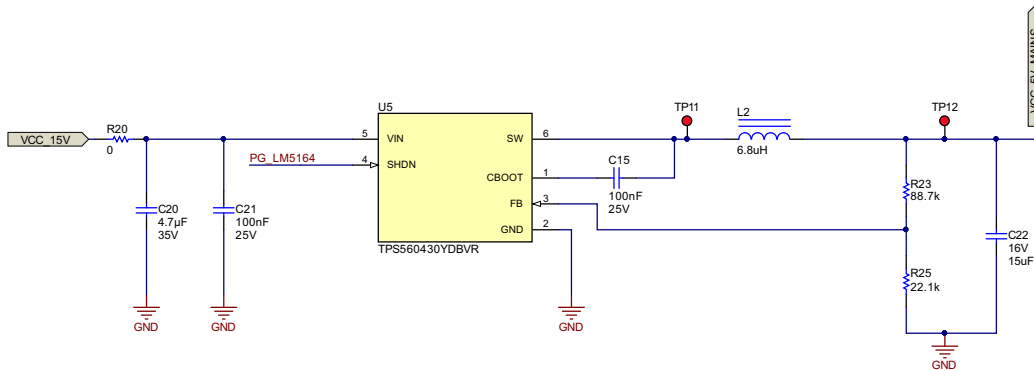 VCC_5V_MAINS
U5
TP11
L2
TP12
VCC_15V
R20
0
5
VIN
SW
6
6.8uH
PG_LM5164
4
SHDN
C15
CBOOT
1
100nF
25V
R23
88.7k
FB
3
C20
4.7µF
35V
C21
100nF
25V
GND
2
C22
16V
15uF
TPS560430YDBVR
R25
22.1k
GND
GND
GND
GND